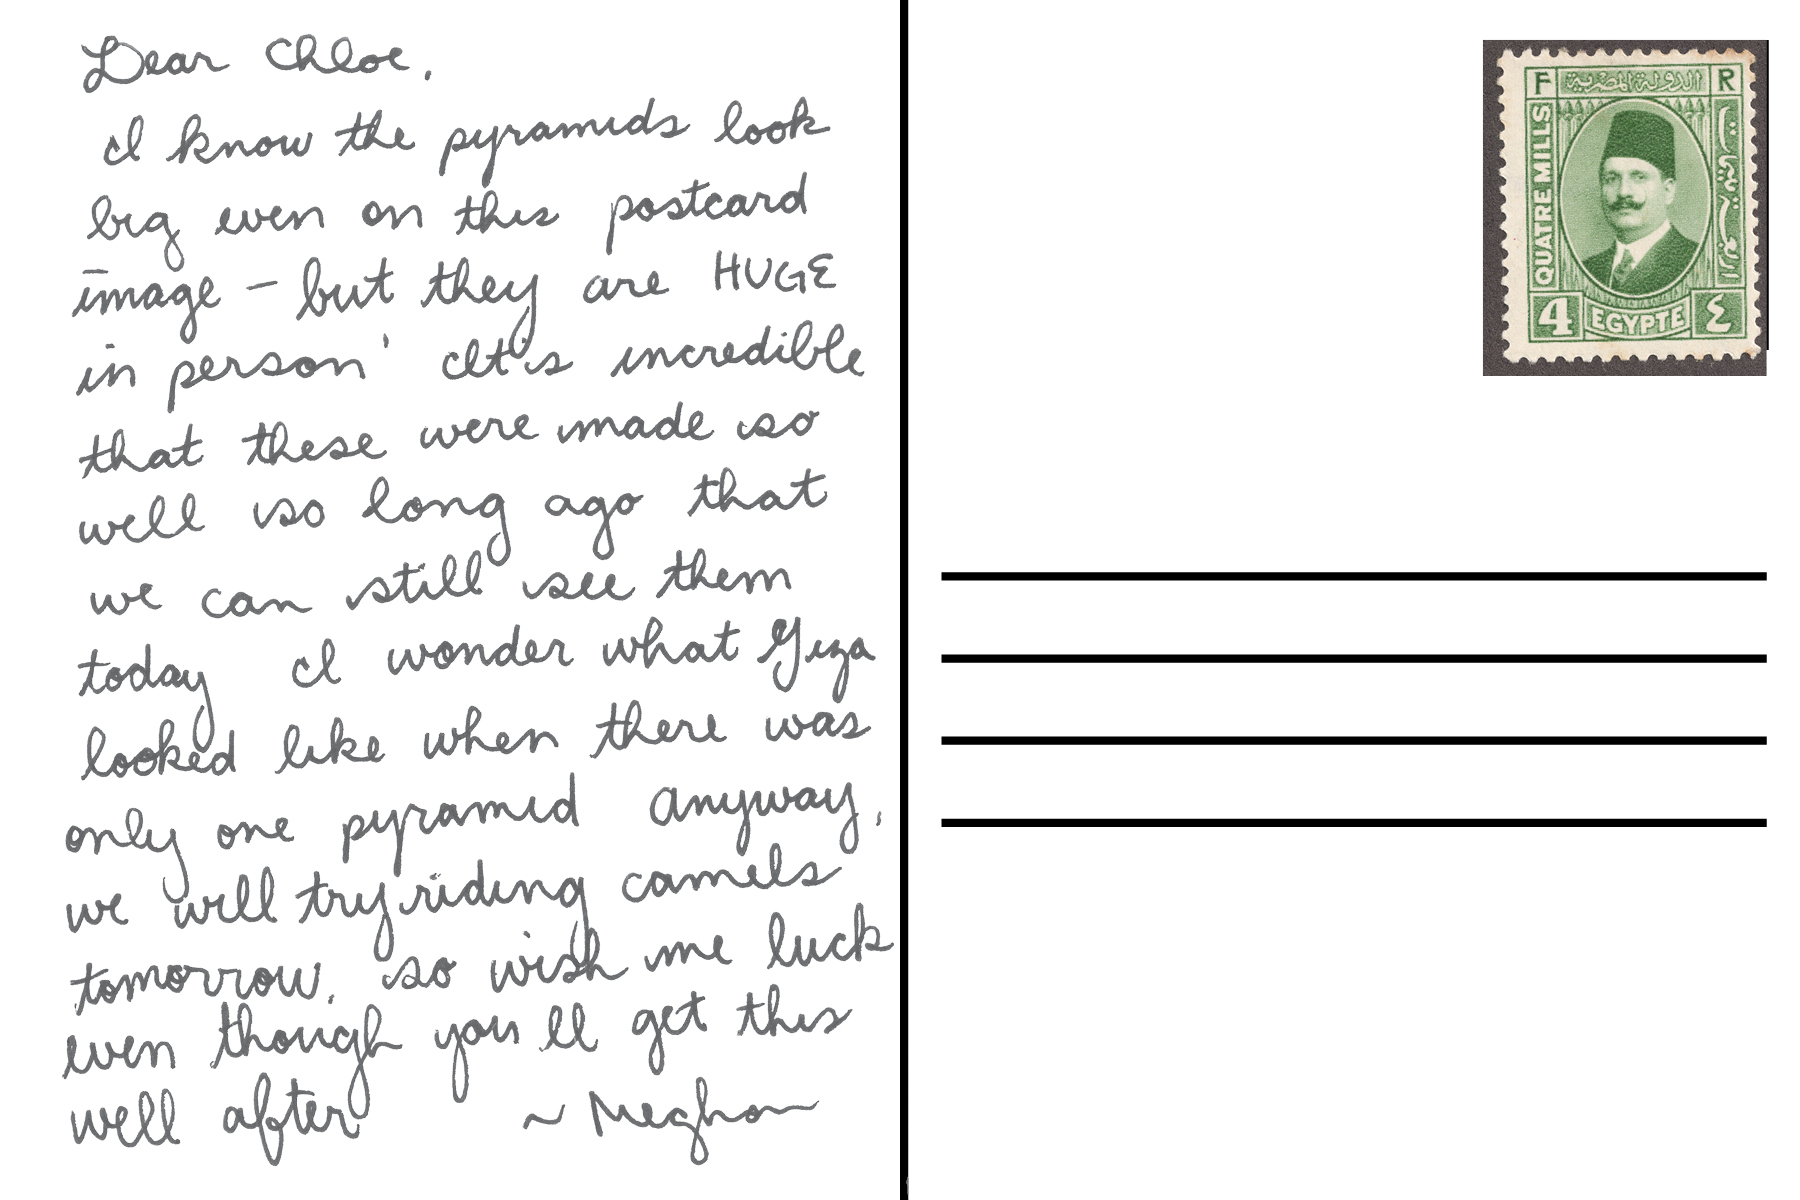 Dear Chloe,
I know the pyramids look
big even on this postcard
image - but they are HUGE
in person' It's incredible
that these were made so
well so long ago that
we can still see them
today I wonder what Giza
looked like when there was
only one pyramid Anyway,
we will try riding camels
tomorrow, so wish me luck
even though you ll get this
well after ~ Meghan
F الدولة المصرية R
QUATRE MILLS
4 EGYPTE ٤